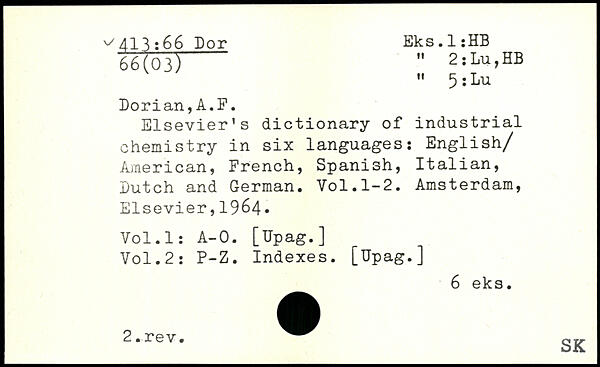 ✓413:66 Dor
66(03)
Eks.1:HB
" 2:Lu,HB
" 5:Lu
Dorian,A.F.
Elsevier's dictionary of industrial
chemistry in six languages: English/
American, French, Spanish, Italian,
Dutch and German. Vol.1-2. Amsterdam,
Elsevier,1964.
Vol.1: A-O. [Upag.]
Vol.2: P-Z. Indexes. [Upag.]
6 eks.
2.rev.
SK